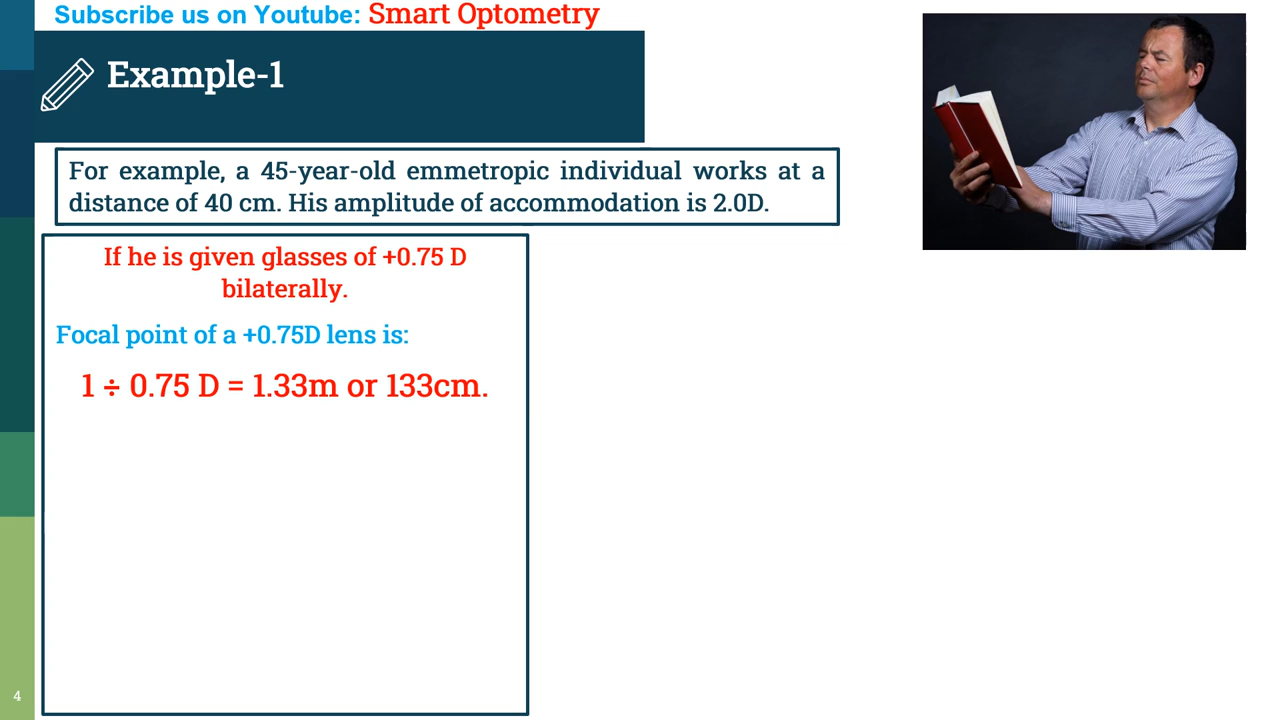 Subscribe us on Youtube: Smart Optometry
Example-1
For example, a 45-year-old emmetropic individual works at a
distance of 40 cm. His amplitude of accommodation is 2.0D.
If he is given glasses of +0.75 D
bilaterally.
Focal point of a +0.75D lens is:
1 ÷ 0.75 D = 1.33m or 133cm.
4